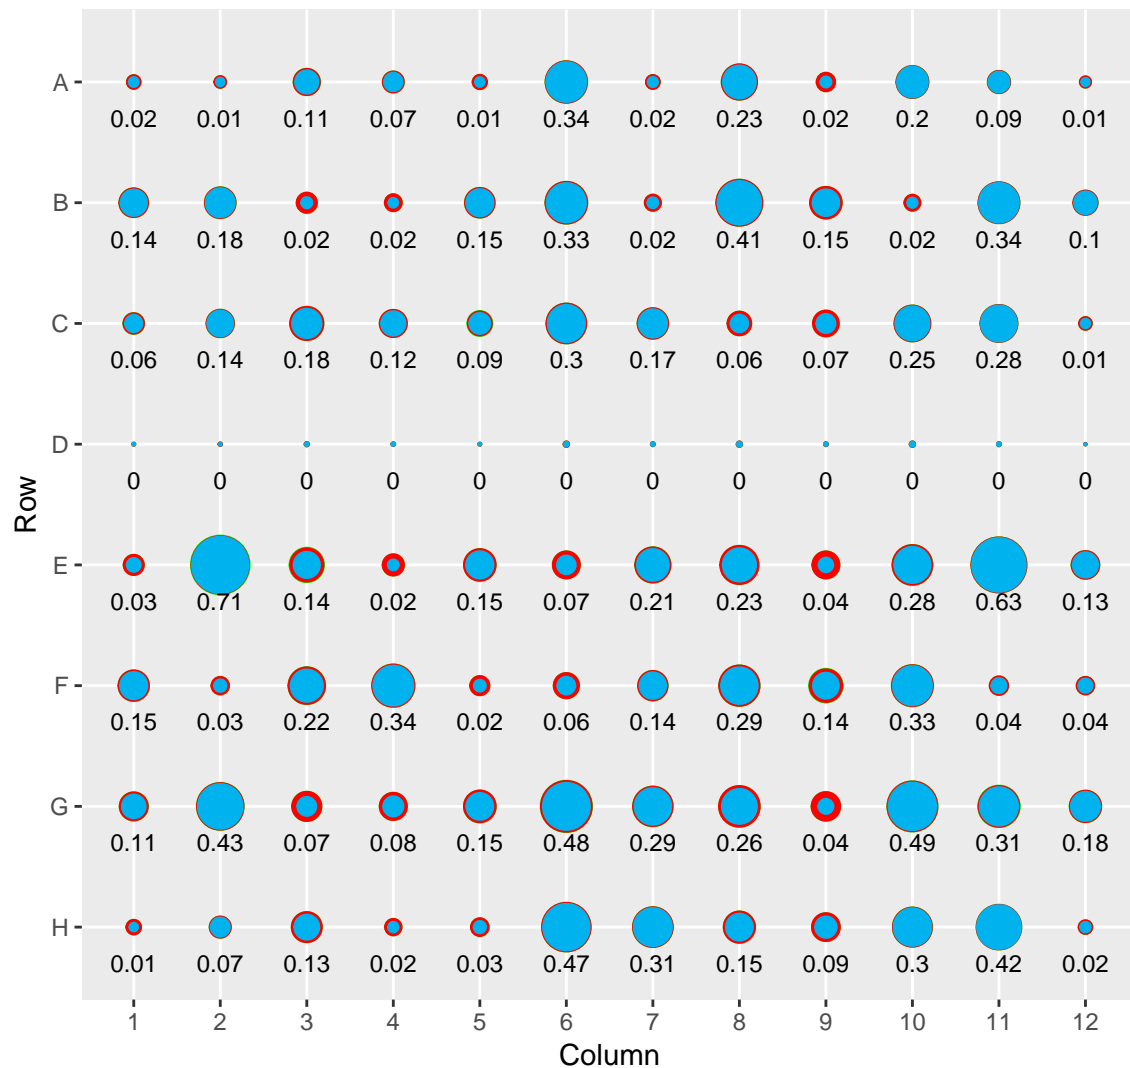 A
0.02 0.01 0.11 0.07 0.01 0.34 0.02 0.23 0.02 0.2 0.09 0.01
B
0.14 0.18 0.02 0.02 0.15 0.33 0.02 0.41 0.15 0.02 0.34 0.1
C
0.06 0.14 0.18 0.12 0.09 0.3 0.17 0.06 0.07 0.25 0.28 0.01
D
0 0 0 0 0 0 0 0 0 0 0 0
Row
E
0.03 0.71 0.14 0.02 0.15 0.07 0.21 0.23 0.04 0.28 0.63 0.13
F
0.15 0.03 0.22 0.34 0.02 0.06 0.14 0.29 0.14 0.33 0.04 0.04
G
0.11 0.43 0.07 0.08 0.15 0.48 0.29 0.26 0.04 0.49 0.31 0.18
H
0.01 0.07 0.13 0.02 0.03 0.47 0.31 0.15 0.09 0.3 0.42 0.02
1 2 3 4 5 6 7 8 9 10 11 12
Column